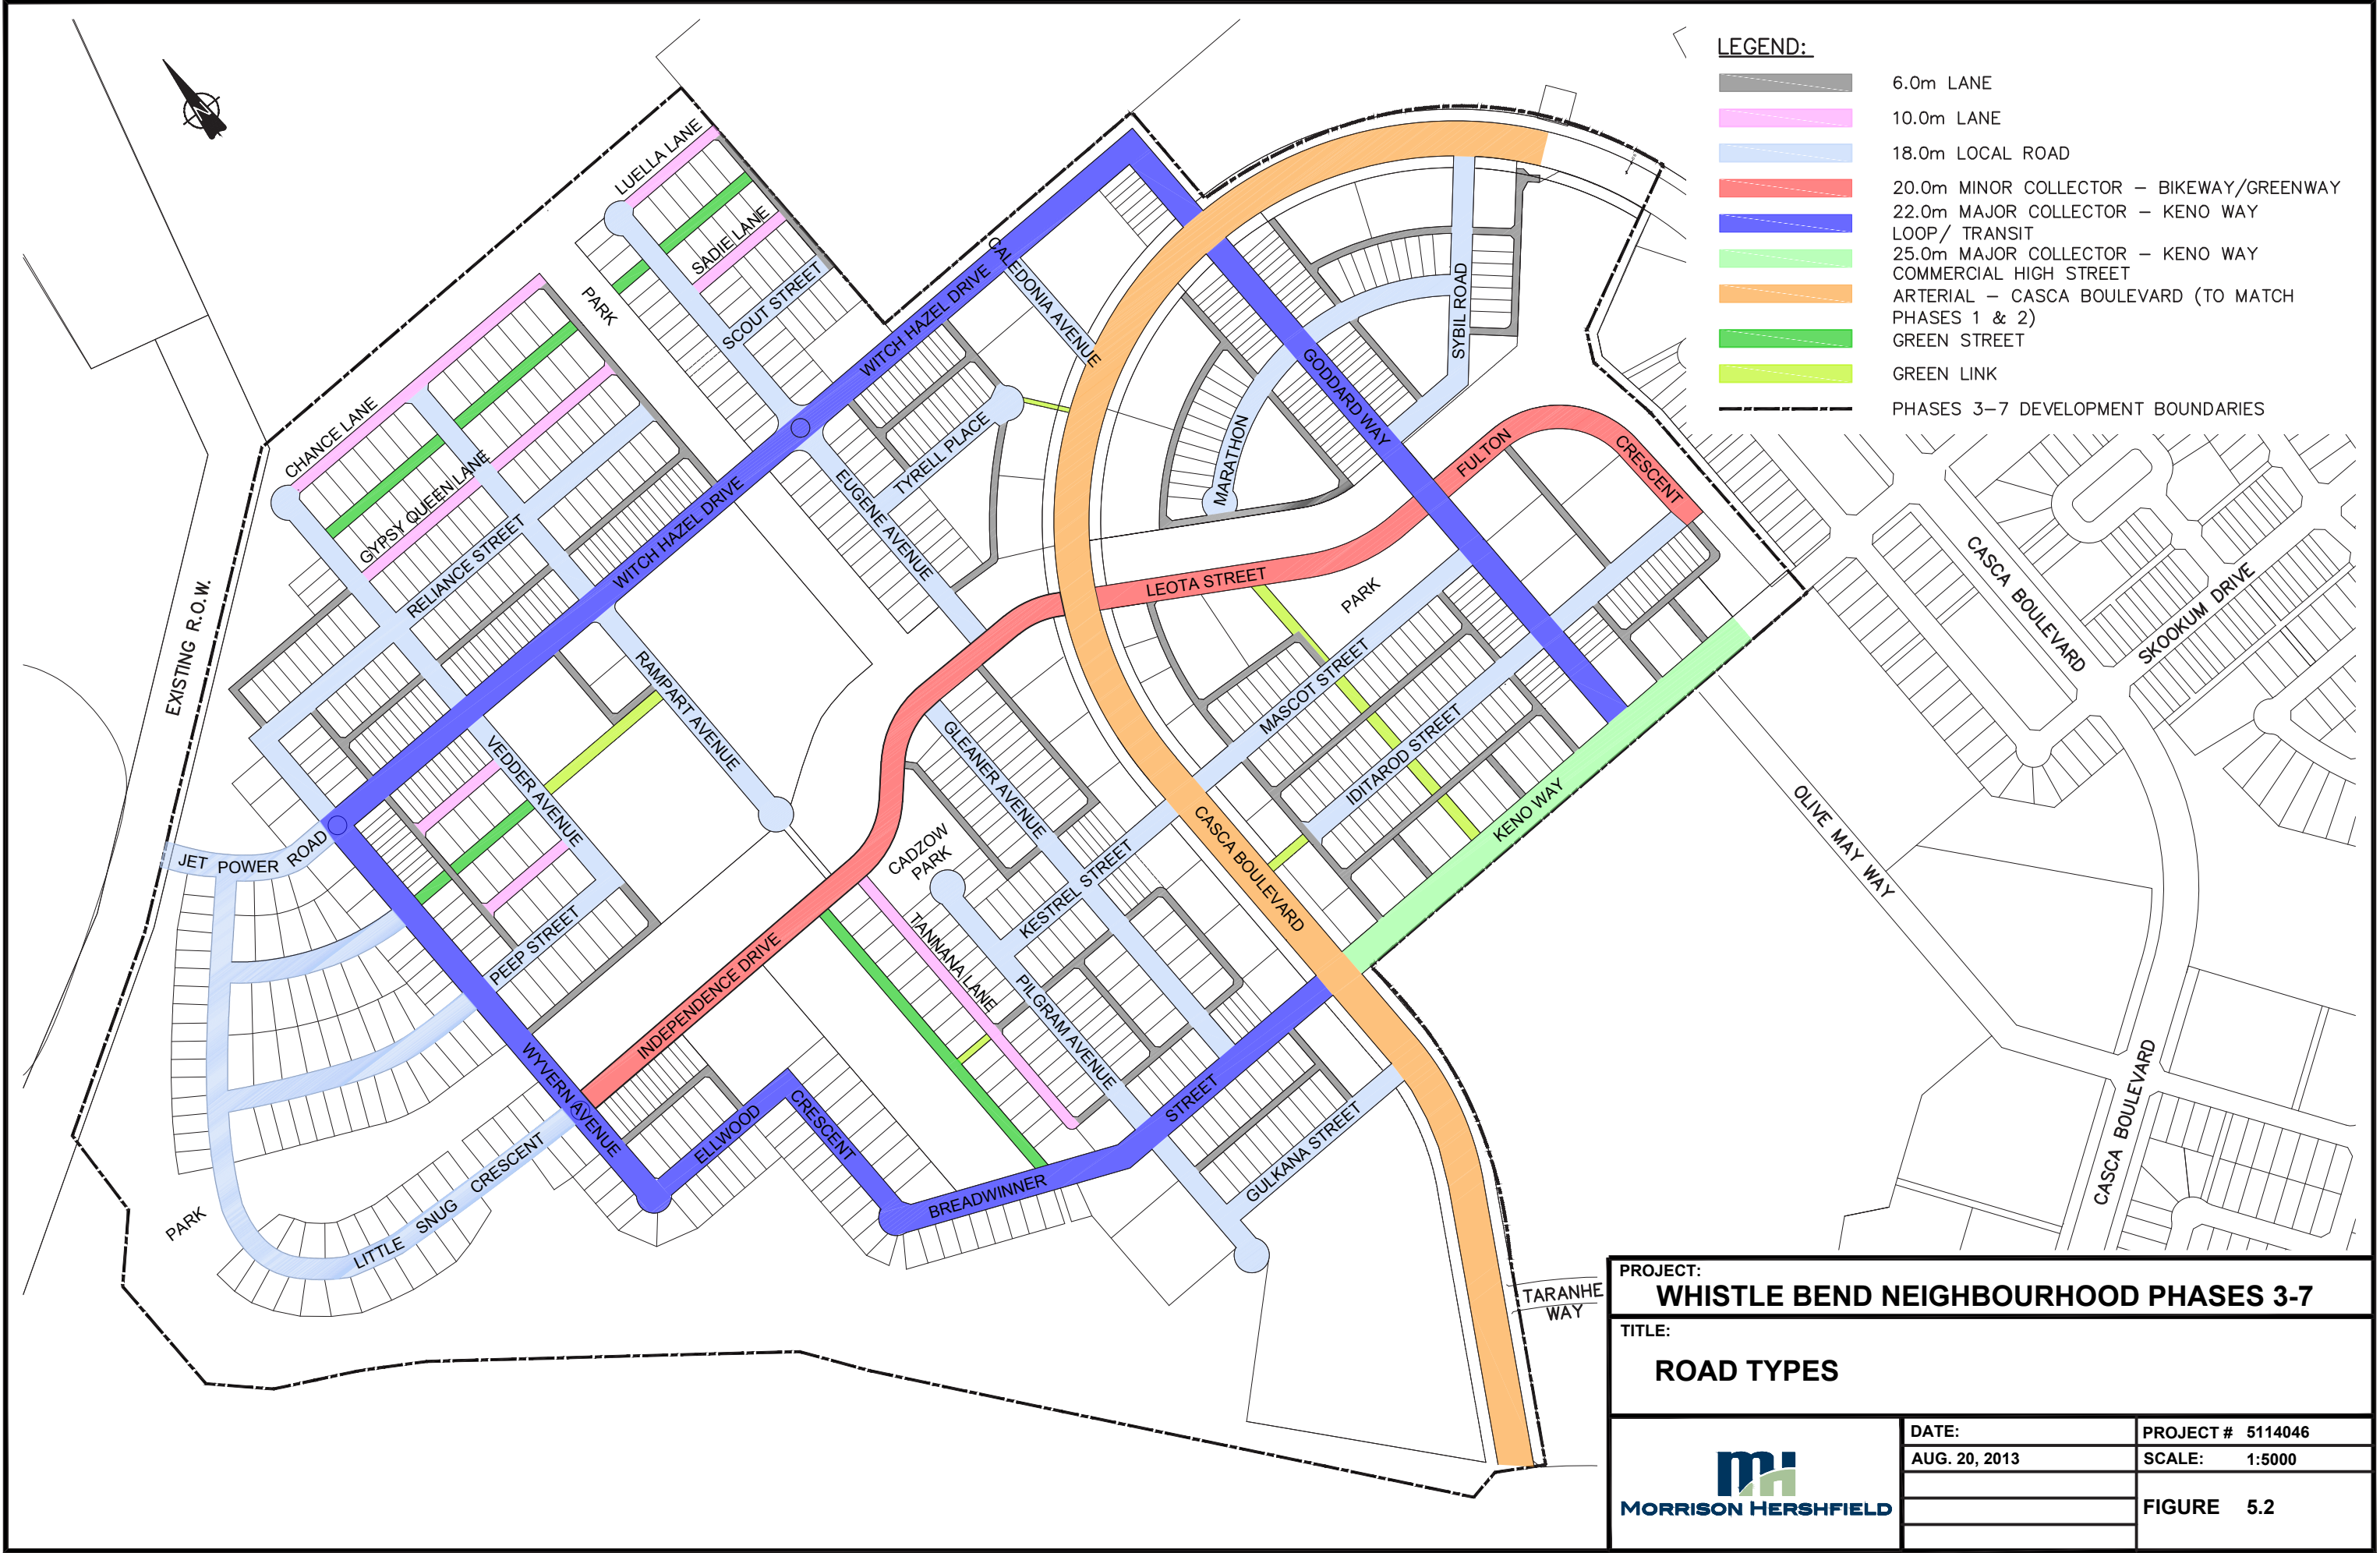 LEGEND:
6.0m LANE
10.0m LANE
18.0m LOCAL ROAD
20.0m MINOR COLLECTOR – BIKEWAY/GREENWAY
22.0m MAJOR COLLECTOR – KENO WAY
LOOP/ TRANSIT
25.0m MAJOR COLLECTOR – KENO WAY
COMMERCIAL HIGH STREET
ARTERIAL – CASCA BOULEVARD (TO MATCH
PHASES 1 & 2)
GREEN STREET
GREEN LINK
PHASES 3–7 DEVELOPMENT BOUNDARIES
LUELLA LANE
SADIE LANE
PARK
SCOUT STREET
CALEDONIA AVENUE
WITCH HAZEL DRIVE
SYBIL ROAD
GODDARD WAY
MARATHON
CHANCE LANE
GYPSY QUEEN LANE
TYRELL PLACE
FULTON
CRESCENT
EUGENE AVENUE
WITCH HAZEL DRIVE
RELIANCE STREET
LEOTA STREET
PARK
EXISTING R.O.W.
RAMPART AVENUE
MASCOT STREET
CASCA BOULEVARD
SKOOKUM DRIVE
VEDDER AVENUE
GLEANER AVENUE
IDITAROD STREET
KENO WAY
OLIVE MAY WAY
JET POWER ROAD
CADZOW
PARK
KESTREL STREET
CASCA BOULEVARD
PEEP STREET
TANNANA LANE
INDEPENDENCE DRIVE
PILGRAM AVENUE
WYVERN AVENUE
ELLWOOD
CRESCENT
STREET
BREADWINNER
GULKANA STREET
CASCA BOULEVARD
PARK
LITTLE SNUG CRESCENT
TARANHE
WAY
PROJECT:
WHISTLE BEND NEIGHBOURHOOD PHASES 3-7
TITLE:
ROAD TYPES
MORRISON HERSHFIELD
DATE:
AUG. 20, 2013
PROJECT # 5114046
SCALE: 1:5000
FIGURE 5.2